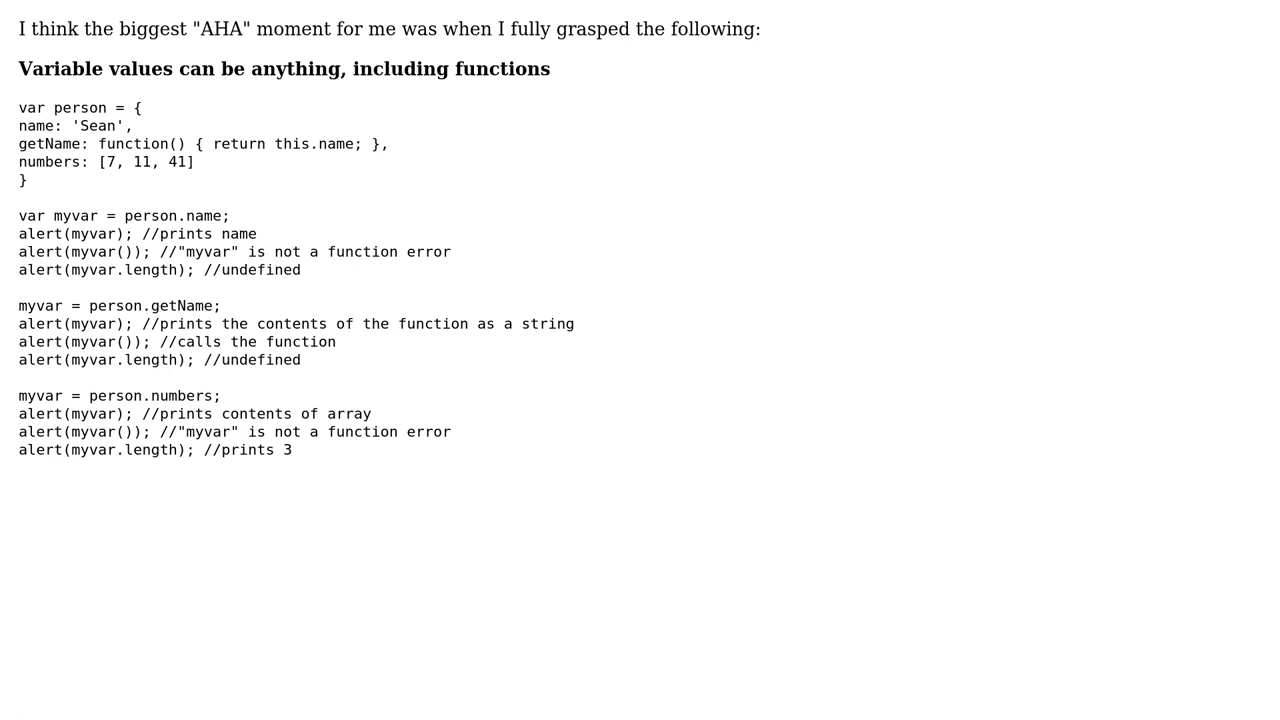 I think the biggest "AHA" moment for me was when I fully grasped the following:
Variable values can be anything, including functions
var person = {
name: 'Sean',
getName: function() { return this.name; },
numbers: [7, 11, 41]
}
var myvar = person.name;
alert(myvar); //prints name
alert(myvar()); //"myvar" is not a function error
alert(myvar.length); //undefined
myvar = person.getName;
alert(myvar); //prints the contents of the function as a string
alert(myvar()); //calls the function
alert(myvar.length); //undefined
myvar = person.numbers;
alert(myvar); //prints contents of array
alert(myvar()); //"myvar" is not a function error
alert(myvar.length); //prints 3